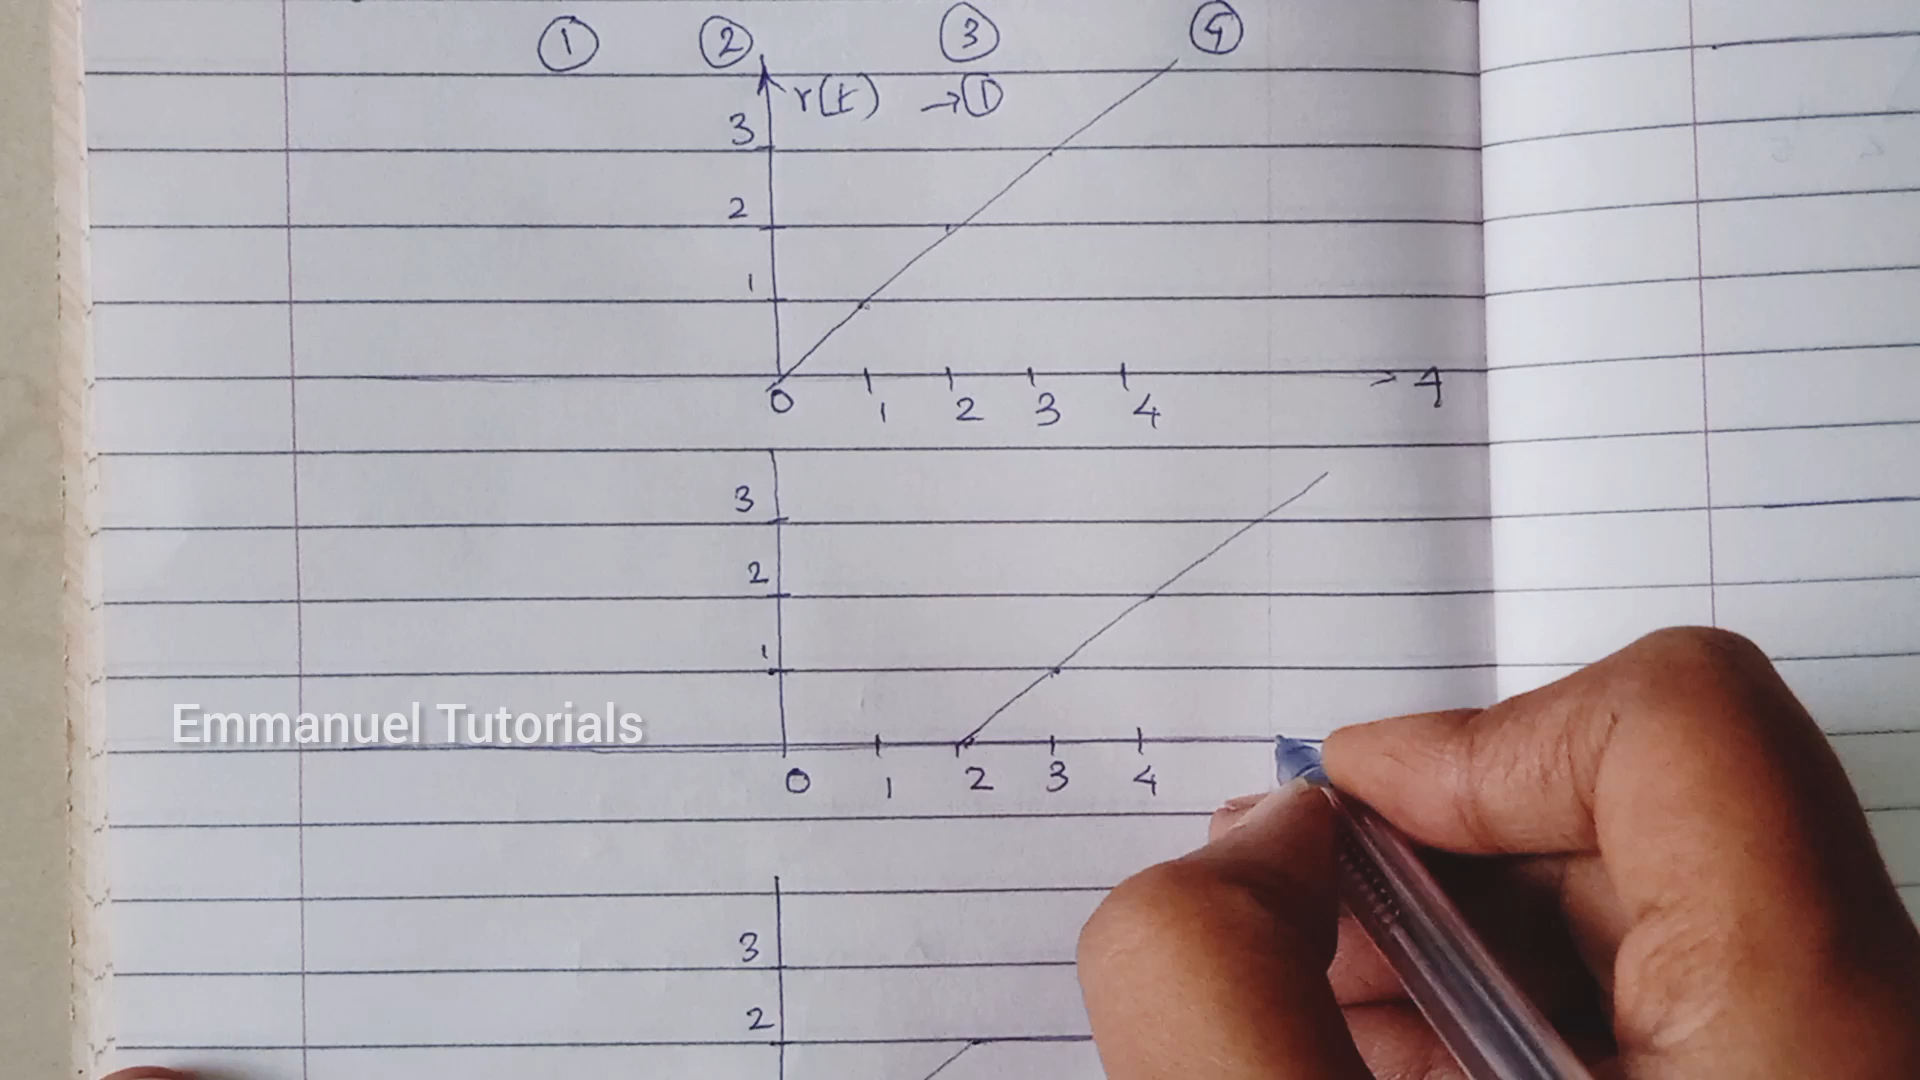 ① ② ③ ④
r(t) → ①
3
2
1
0 1 2 3 4
3
2
1
Emmanuel Tutorials
0 1 2 3 4
3
2